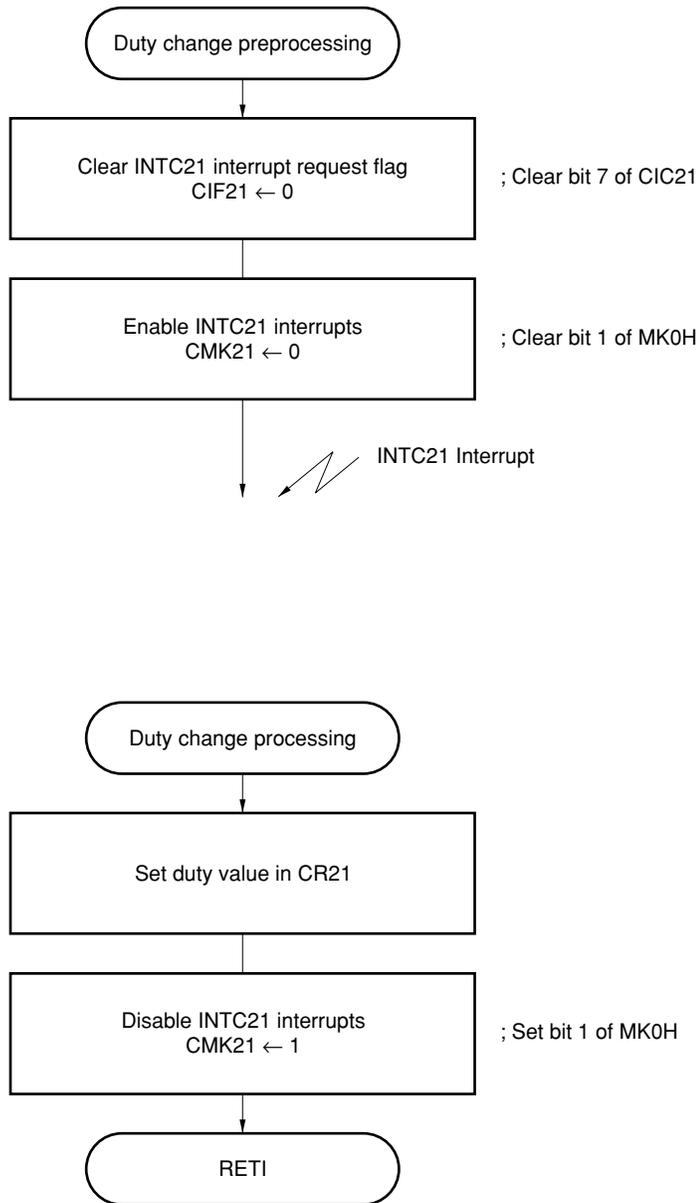 Duty change preprocessing
Clear INTC21 interrupt request flag
CIF21 ← 0
; Clear bit 7 of CIC21
Enable INTC21 interrupts
CMK21 ← 0
; Clear bit 1 of MK0H
INTC21 Interrupt
Duty change processing
Set duty value in CR21
Disable INTC21 interrupts
CMK21 ← 1
; Set bit 1 of MK0H
RETI